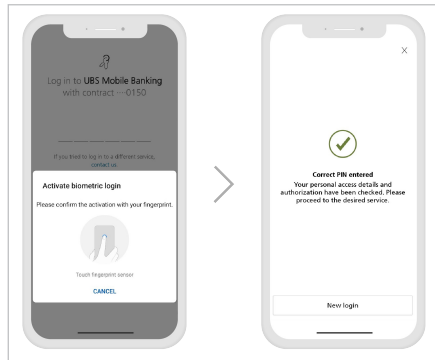 Log in to UBS Mobile Banking
with contract ····0150
If you tried to log in to a different service,
contact us.
Activate biometric login
Please confirm the activation with your fingerprint.
Touch fingerprint sensor
CANCEL
X
Correct PIN entered
Your personal access details and
authorization have been checked. Please
proceed to the desired service.
New login